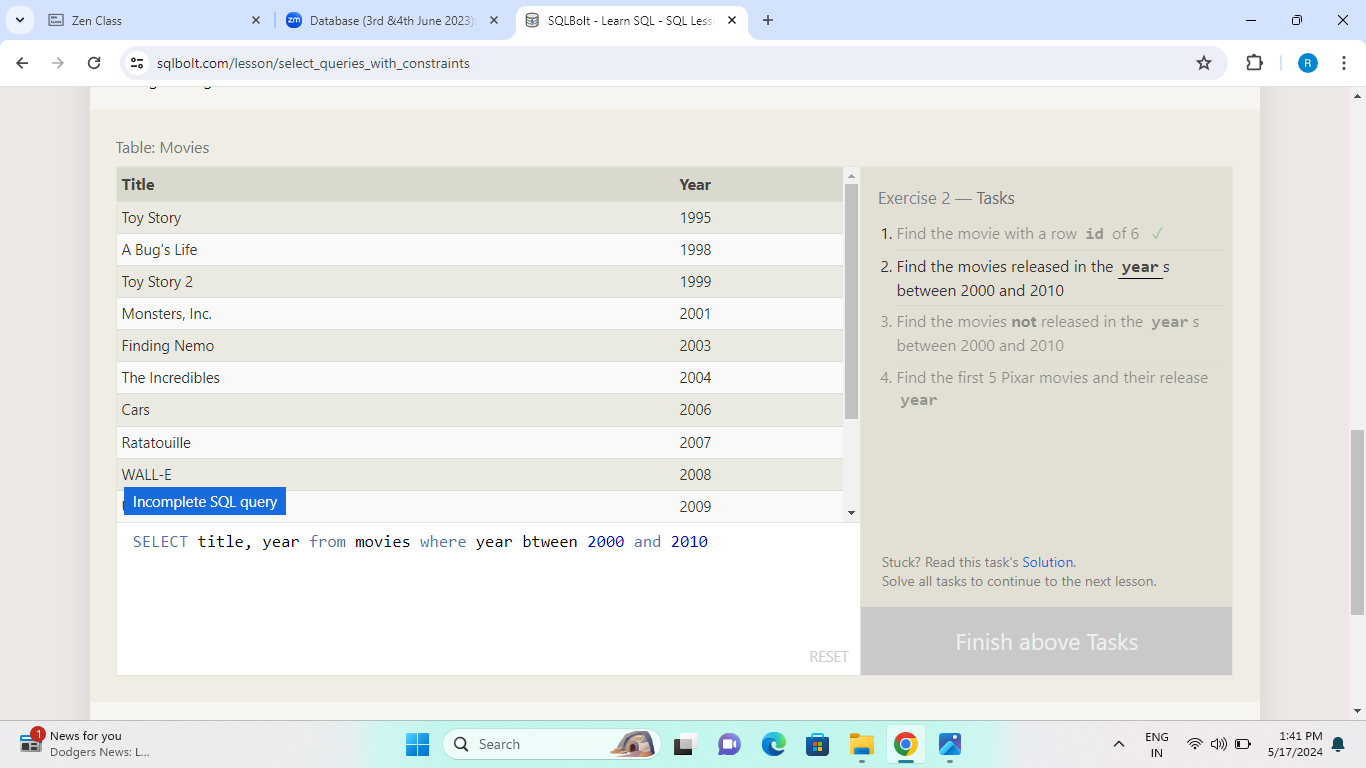 Zen Class
Database (3rd &4th June 2023):
SQLBolt - Learn SQL - SQL Less
sqlbolt.com/lesson/select_queries_with_constraints
R
Table: Movies
Title Year
Toy Story 1995
A Bug's Life 1998
Toy Story 2 1999
Monsters, Inc. 2001
Finding Nemo 2003
The Incredibles 2004
Cars 2006
Ratatouille 2007
WALL-E 2008
2009
Incomplete SQL query
SELECT title, year from movies where year btween 2000 and 2010
RESET
Exercise 2 — Tasks
1. Find the movie with a row id of 6 ✓
2. Find the movies released in the year s
between 2000 and 2010
3. Find the movies not released in the year s
between 2000 and 2010
4. Find the first 5 Pixar movies and their release
year
Stuck? Read this task's Solution.
Solve all tasks to continue to the next lesson.
Finish above Tasks
1
News for you
Dodgers News: L...
Search
ENG
IN
1:41 PM
5/17/2024